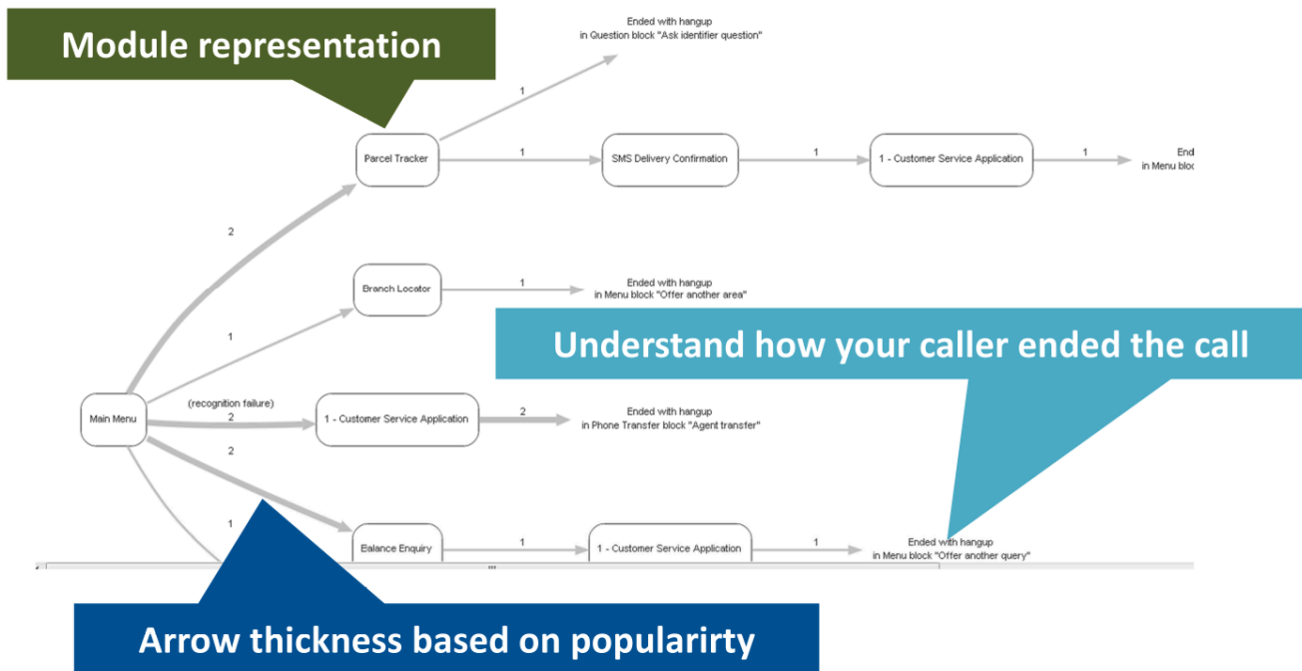 Module representation
Ended with hangup
in Question block "Ask identifier question"
1
Parcel Tracker
1
SMS Delivery Confirmation
1
1 - Customer Service Application
1
End
in Menu bloc
2
Branch Locator
1
Ended with hangup
in Menu block "Offer another area"
1
Understand how your caller ended the call
Main Menu
(recognition failure)
2
1 - Customer Service Application
2
Ended with hangup
in Phone Transfer block "Agent transfer"
2
1
Balance Enquiry
1
1 - Customer Service Application
1
Ended with hangup
in Menu block "Offer another query"
Arrow thickness based on popularirty